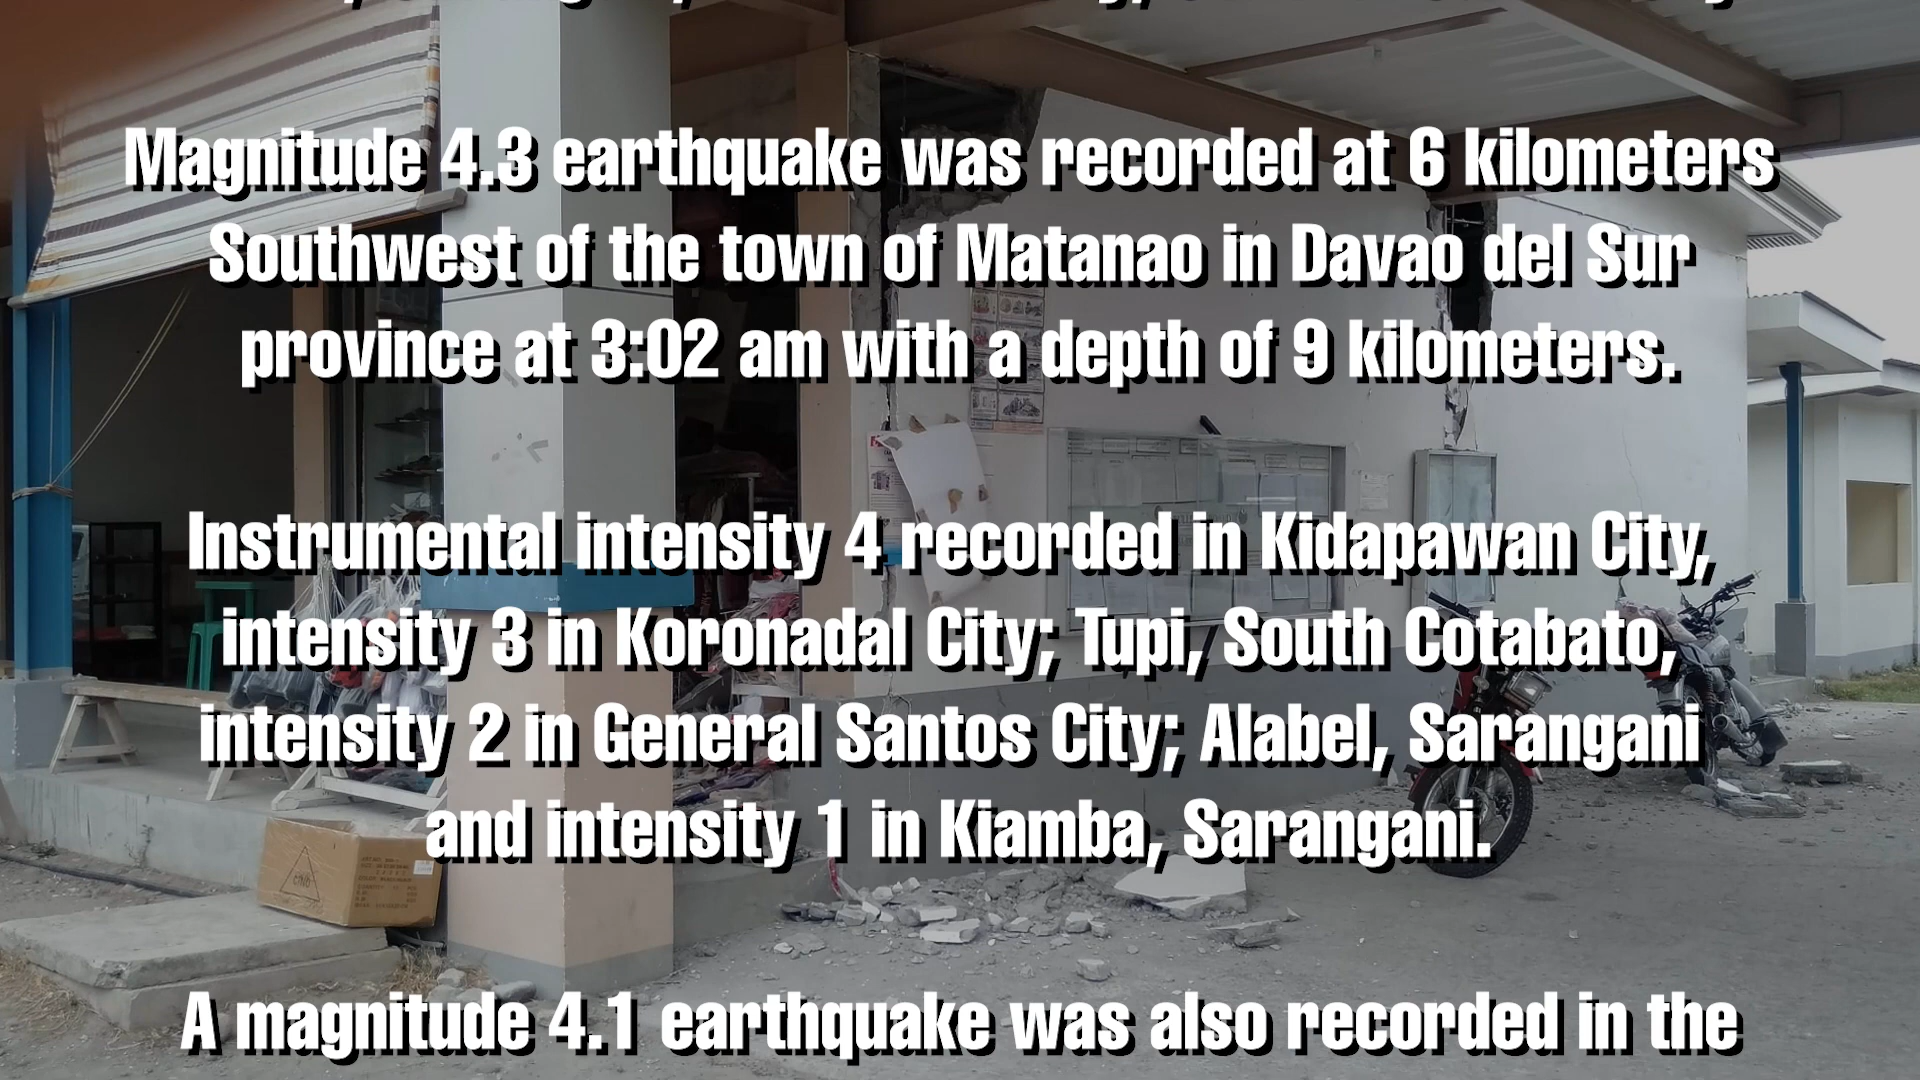 Magnitude 4.3 earthquake was recorded at 6 kilometers
Southwest of the town of Matanao in Davao del Sur
province at 3:02 am with a depth of 9 kilometers.
Instrumental intensity 4 recorded in Kidapawan City,
intensity 3 in Koronadal City; Tupi, South Cotabato,
intensity 2 in General Santos City; Alabel, Sarangani
and intensity 1 in Kiamba, Sarangani.
A magnitude 4.1 earthquake was also recorded in the